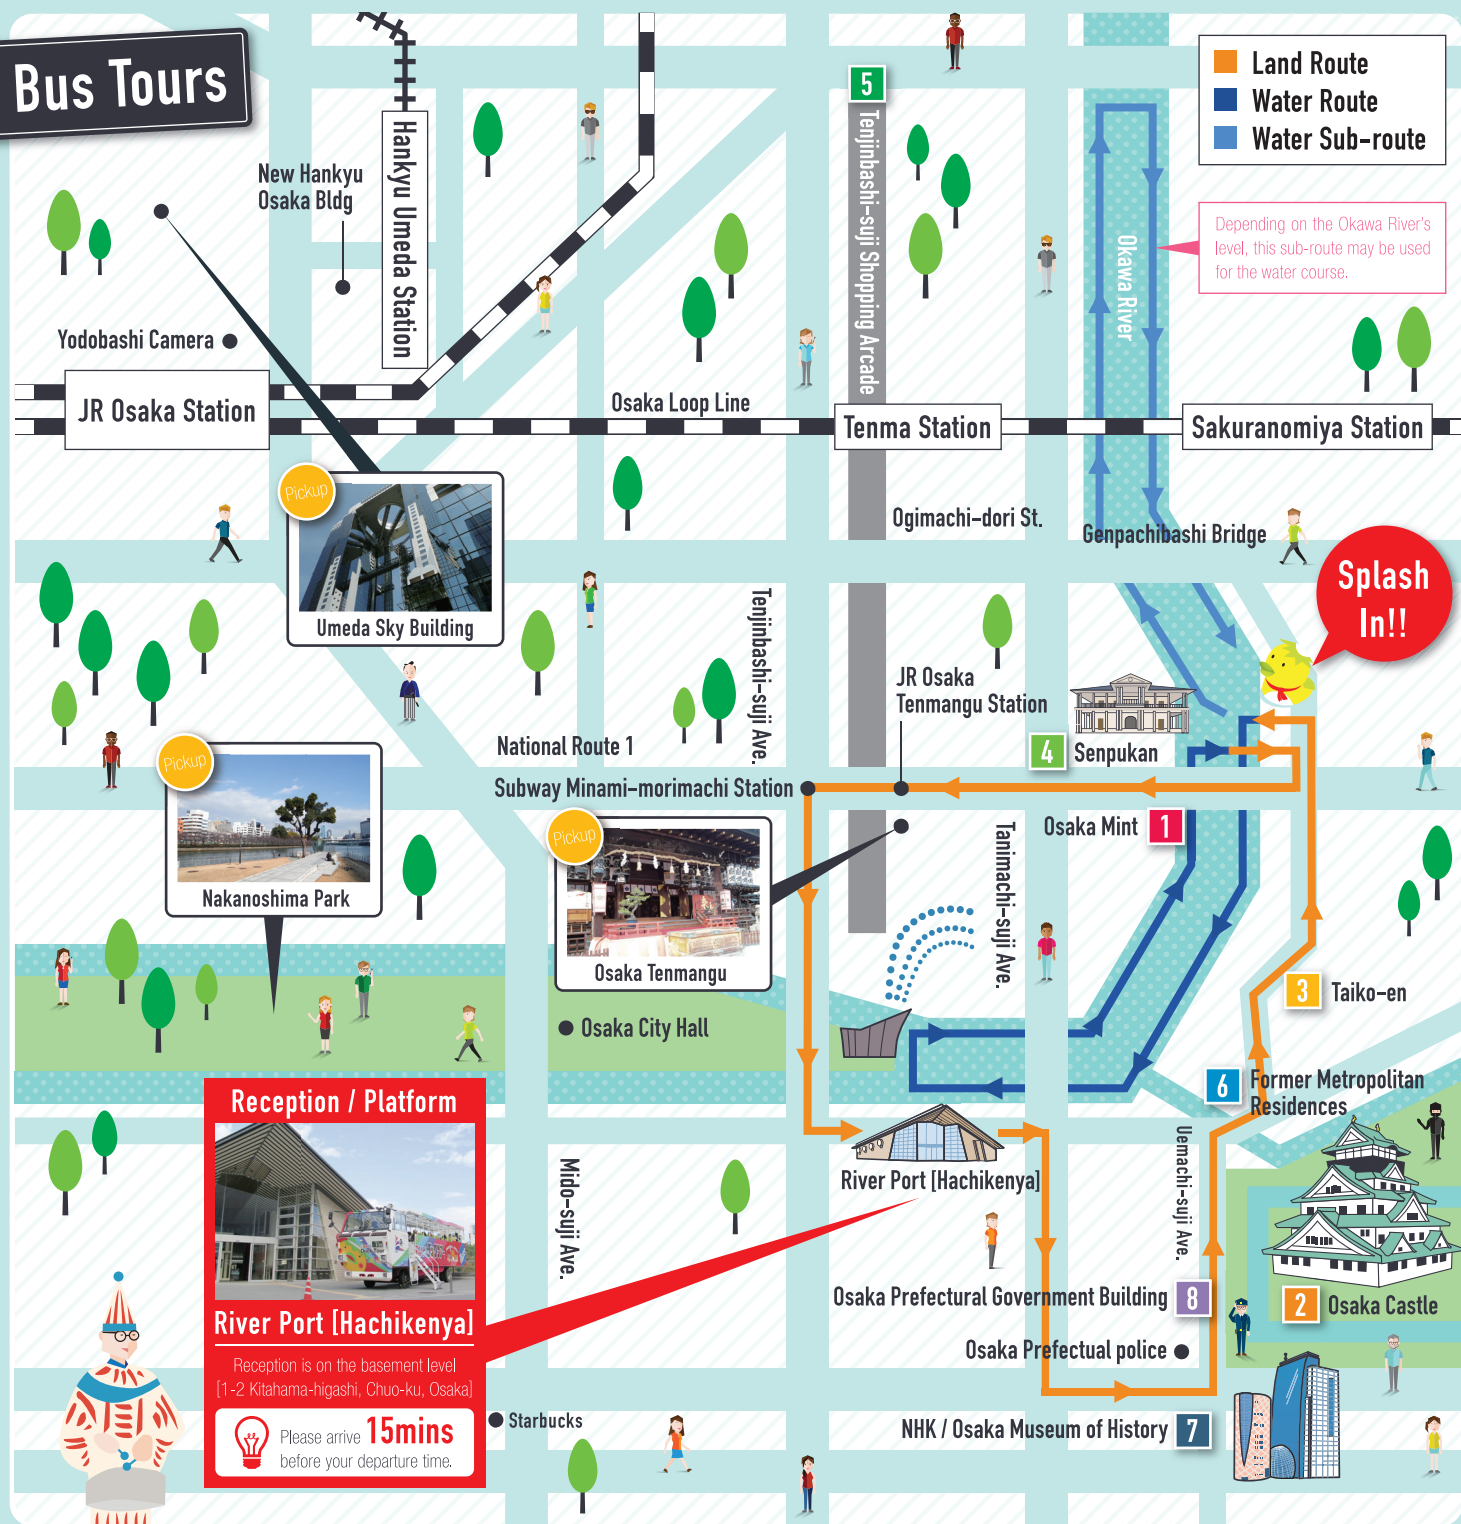 Bus Tours
Land Route
Water Route
Water Sub-route
Depending on the Okawa River's
level, this sub-route may be used
for the water course.
5
Tenjinbashi-suji Shopping Arcade
Hankyu Umeda Station
New Hankyu
Osaka Bldg
Okawa River
Yodobashi Camera
JR Osaka Station
Osaka Loop Line
Tenma Station
Sakuranomiya Station
Pickup
Umeda Sky Building
Ogimachi-dori St.
Genpachibashi Bridge
Splash
In!!
Tenjinbashi-suji Ave.
JR Osaka
Tenmangu Station
National Route 1
4
Senpukan
Subway Minami-morimachi Station
Pickup
Nakanoshima Park
Pickup
Osaka Tenmangu
Osaka Mint
1
Tanimachi-suji Ave.
3
Taiko-en
Osaka City Hall
6
Former Metropolitan
Residences
Reception / Platform
River Port [Hachikenya]
Reception is on the basement level
[1-2 Kitahama-higashi, Chuo-ku, Osaka]
Please arrive 15mins
before your departure time.
Mido-suji Ave.
River Port [Hachikenya]
Uemachi-suji Ave.
Osaka Prefectural Government Building
8
2
Osaka Castle
Osaka Prefectual police
Starbucks
NHK / Osaka Museum of History
7